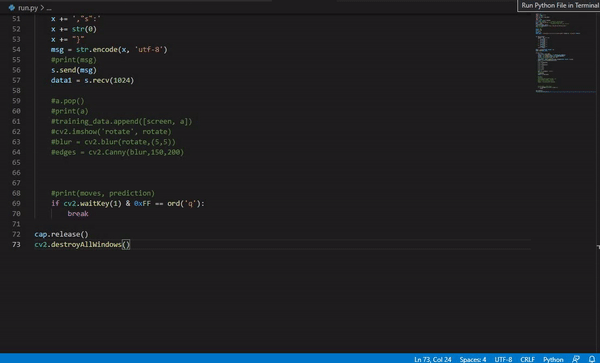 run.py > ...
Run Python File in Terminal
51 x += ',"s":'
52 x += str(0)
53 x += "}"
54 msg = str.encode(x, 'utf-8')
55 #print(msg)
56 s.send(msg)
57 data1 = s.recv(1024)
58
59 #a.pop()
60 #print(a)
61 #training_data.append([screen, a])
62 #cv2.imshow('rotate', rotate)
63 #blur = cv2.blur(rotate,(5,5))
64 #edges = cv2.Canny(blur,150,200)
65
66
67
68 #print(moves, prediction)
69 if cv2.waitKey(1) & 0xFF == ord('q'):
70 break
71
72 cap.release()
73 cv2.destroyAllWindows()
Ln 73, Col 24 Spaces: 4 UTF-8 CRLF Python